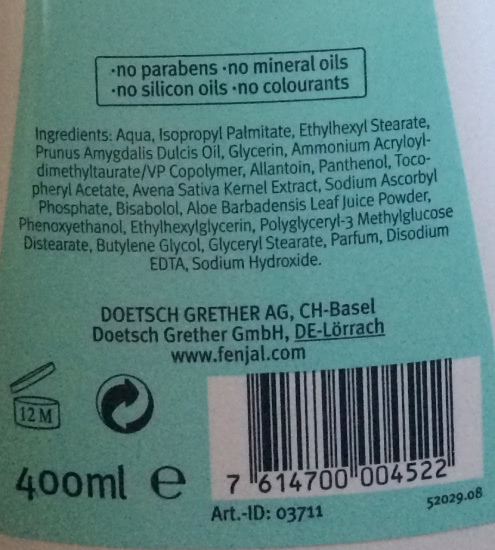 ·no parabens ·no mineral oils
·no silicon oils ·no colourants
Ingredients: Aqua, Isopropyl Palmitate, Ethylhexyl Stearate,
Prunus Amygdalis Dulcis Oil, Glycerin, Ammonium Acryloyl-
dimethyltaurate/VP Copolymer, Allantoin, Panthenol, Toco-
pheryl Acetate, Avena Sativa Kernel Extract, Sodium Ascorbyl
Phosphate, Bisabolol, Aloe Barbadensis Leaf Juice Powder,
Phenoxyethanol, Ethylhexylglycerin, Polyglyceryl-3 Methylglucose
Distearate, Butylene Glycol, Glyceryl Stearate, Parfum, Disodium
EDTA, Sodium Hydroxide.
DOETSCH GRETHER AG, CH-Basel
Doetsch Grether GmbH, DE-Lörrach
www.fenjal.com
12 M
400ml e
7 614700 004522
Art.-ID: 03711
52029.08